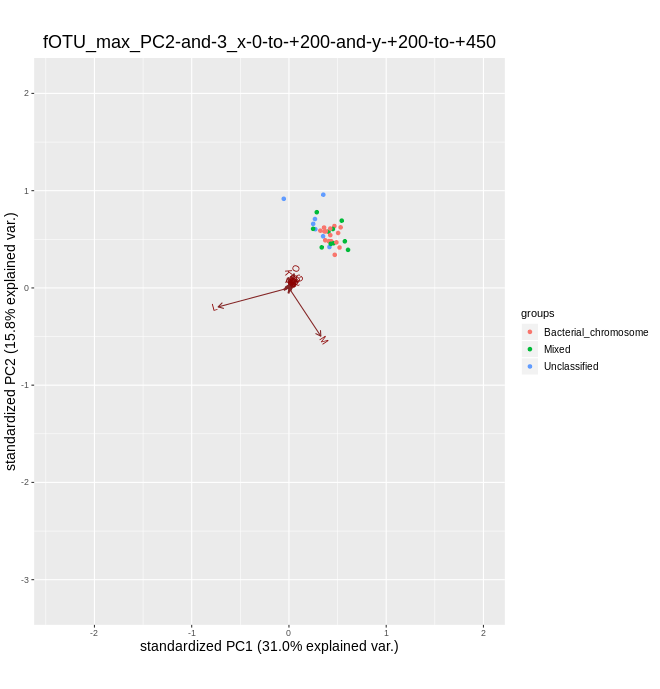 fOTU_max_PC2-and-3_x-0-to-+200-and-y-+200-to-+450
standardized PC2 (15.8% explained var.)
2
1
0
-1
-2
-3
K O
L
M
-2
-1
0
1
2
standardized PC1 (31.0% explained var.)
groups
Bacterial_chromosome
Mixed
Unclassified